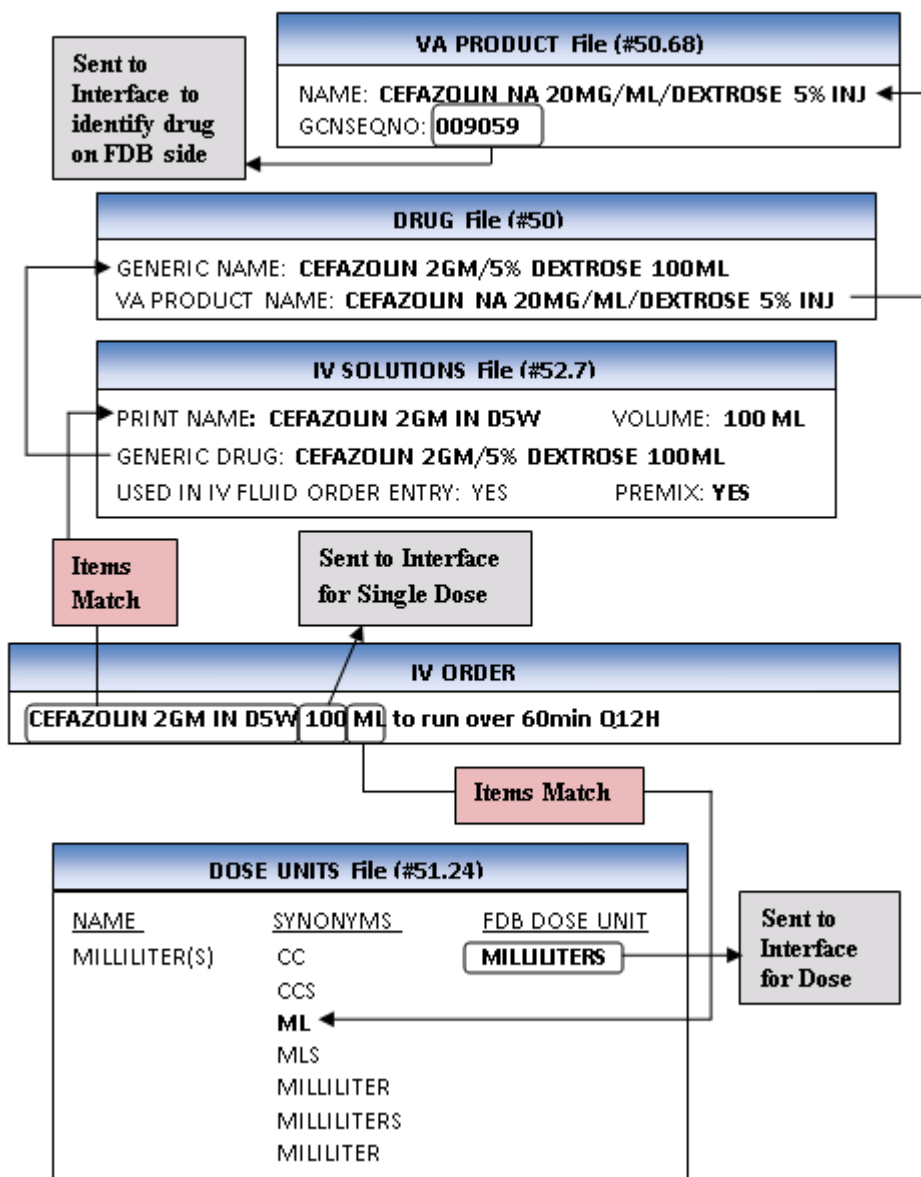 VA PRODUCT File (#50.68)
Sent to
Interface to
identify drug
on FDB side
NAME: CEFAZOLIN NA 20MG/ML/DEXTROSE 5% INJ
GCNSEQNO: 009059
DRUG File (#50)
GENERIC NAME: CEFAZOLIN 2GM/5% DEXTROSE 100ML
VA PRODUCT NAME: CEFAZOLIN NA 20MG/ML/DEXTROSE 5% INJ
IV SOLUTIONS File (#52.7)
PRINT NAME: CEFAZOLIN 2GM IN D5W VOLUME: 100 ML
GENERIC DRUG: CEFAZOLIN 2GM/5% DEXTROSE 100ML
USED IN IV FLUID ORDER ENTRY: YES PREMIX: YES
Items
Match
Sent to Interface
for Single Dose
IV ORDER
CEFAZOLIN 2GM IN D5W 100 ML to run over 60min Q12H
Items Match
DOSE UNITS File (#51.24)
NAME SYNONYMS FDB DOSE UNIT
MILLILITER(S) CC MILLILITERS
CCS
ML
MLS
MILLILITER
MILLILITERS
MILILITER
Sent to
Interface
for Dose